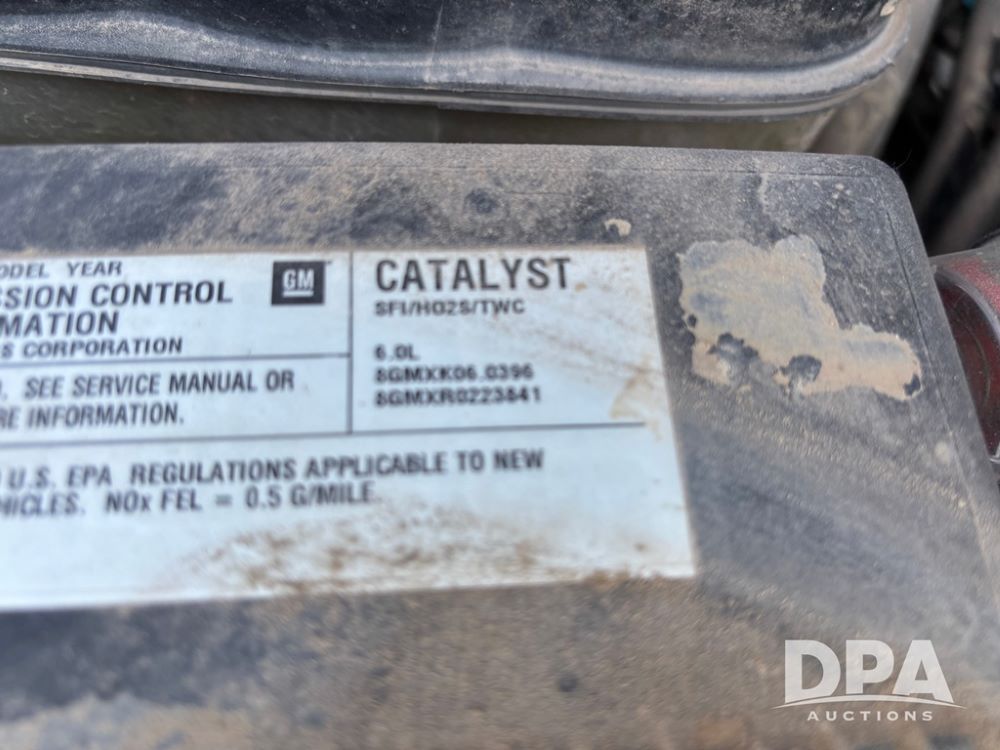 ODEL YEAR
SSION CONTROL
MATION
S CORPORATION
GM
CATALYST
SFI/HO2S/TWC
6.0L
8GMXK06.0396
8GMXR0223841
, SEE SERVICE MANUAL OR
RE INFORMATION.
U.S. EPA REGULATIONS APPLICABLE TO NEW
HICLES. NOx FEL = 0.5 G/MILE.
DPA
AUCTIONS